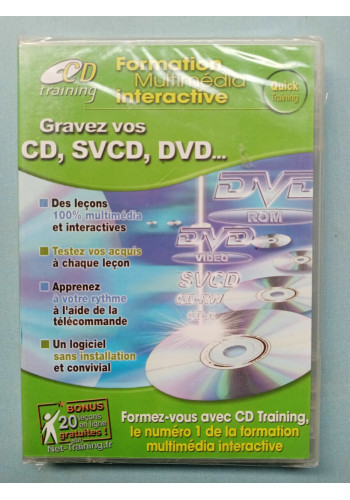 CD
training
Formation
Multimédia
interactive
Quick
Training
Gravez vos
CD, SVCD, DVD...
Des leçons
100% multimédia
et interactives
Testez vos acquis
à chaque leçon
Apprenez
à votre rythme
à l'aide de la
télécommande
Un logiciel
sans installation
et convivial
DVD
ROM
DVD
VIDEO
SVCD
BONUS
20 leçons
en ligne
gratuites !
sur
Net-Training.fr
Formez-vous avec CD Training,
le numéro 1 de la formation
multimédia interactive